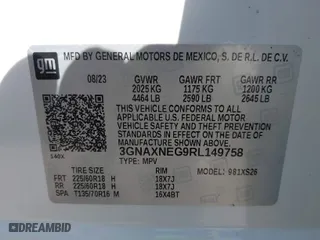 gm
MFD BY GENERAL MOTORS DE MEXICO, S. DE R.L. DE C.V.
08/23 GVWR GAWR FRT GAWR RR
2025 KG 1175 KG 1200 KG
4464 LB 2590 LB 2645 LB
THIS VEHICLE CONFORMS TO ALL APPLICABLE
U.S. FEDERAL MOTOR
VEHICLE SAFETY AND THEFT PREVENTION
STANDARDS IN EFFECT ON THE DATE OF
MANUFACTURE SHOWN ABOVE.
3GNAXNEG9RL149758
TYPE: MPV
TIRE SIZE RIM MODEL: 981XS26
FRT 225/60R18 H 18X7J
RR 225/60R18 H 18X7J
SPA T135/70R16 M 16X4BT
AUTOBIDCAR